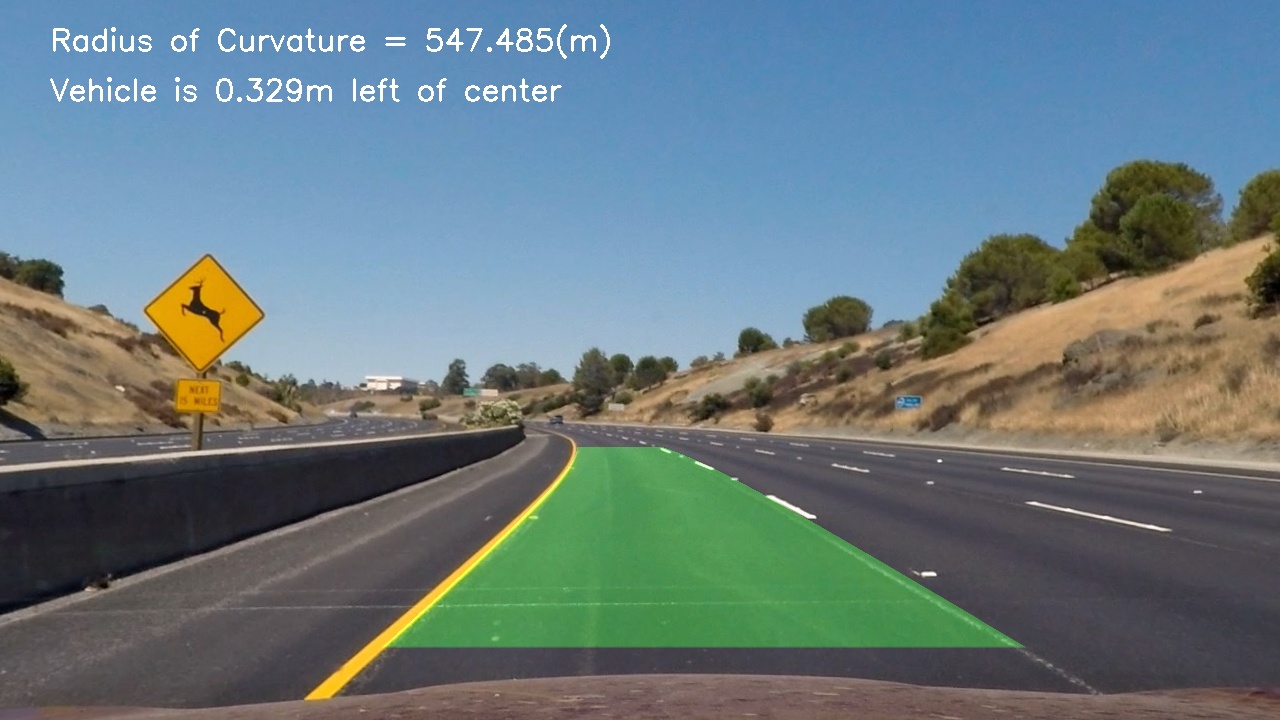 Radius of Curvature = 547.485(m)
Vehicle is 0.329m left of center
NEXT
15 MILES